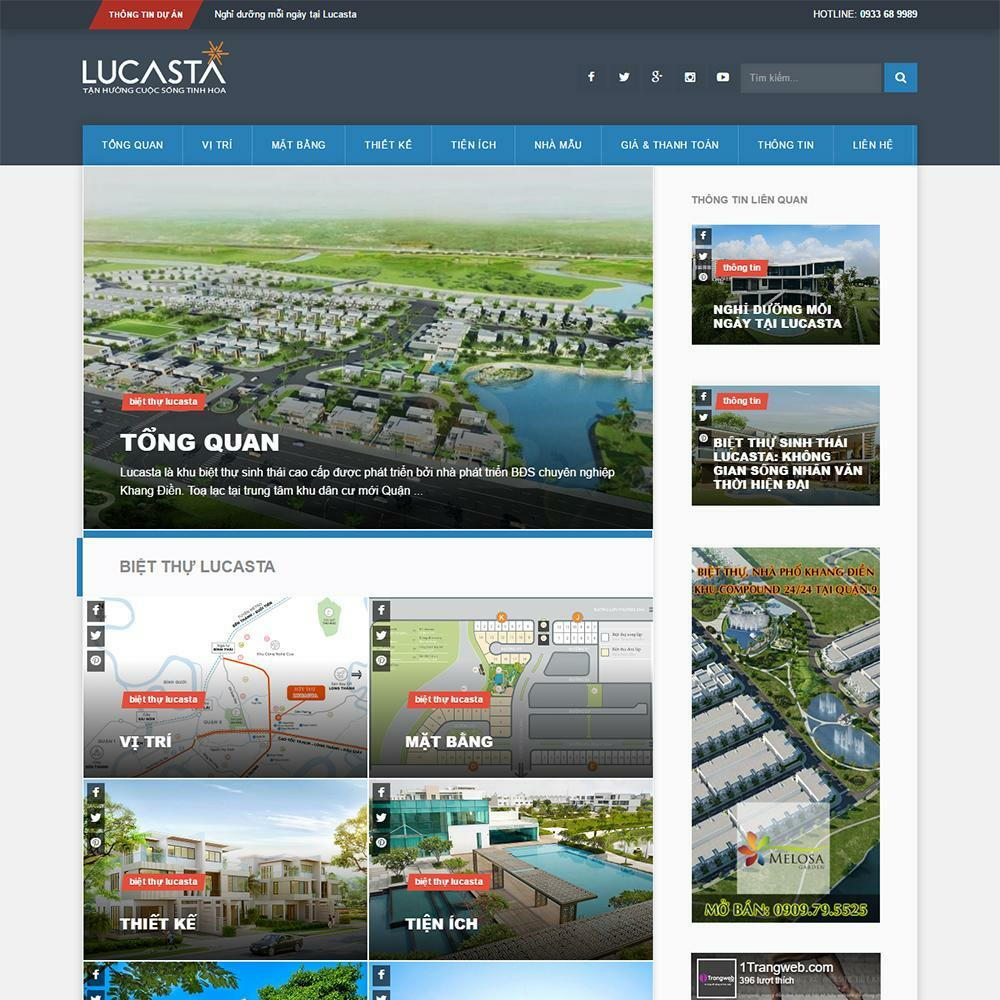 THÔNG TIN DỰ ÁN
Nghỉ dưỡng mỗi ngày tại Lucasta
HOTLINE: 0933 68 9989
LUCASTA
TẬN HƯỞNG CUỘC SỐNG TINH HOA
Tìm kiếm...
TỔNG QUAN
VỊ TRÍ
MẶT BẰNG
THIẾT KẾ
TIỆN ÍCH
NHÀ MẪU
GIÁ & THANH TOÁN
THÔNG TIN
LIÊN HỆ
biệt thự lucasta
TỔNG QUAN
Lucasta là khu biệt thự sinh thái cao cấp được phát triển bởi nhà phát triển BĐS chuyên nghiệp
Khang Điền. Toạ lạc tại trung tâm khu dân cư mới Quận ...
THÔNG TIN LIÊN QUAN
thông tin
NGHỈ DƯỠNG MỖI
NGÀY TẠI LUCASTA
thông tin
BIỆT THỰ SINH THÁI
LUCASTA: KHÔNG
GIAN SỐNG NHÂN VĂN
THỜI HIỆN ĐẠI
BIỆT THỰ LUCASTA
biệt thự lucasta
VỊ TRÍ
biệt thự lucasta
MẶT BẰNG
biệt thự lucasta
THIẾT KẾ
biệt thự lucasta
TIỆN ÍCH
BIỆT THỰ, NHÀ PHỐ KHANG ĐIỀN
KHU COMPOUND 24/24 TẠI QUẬN 9
MELOSA
GARDEN
MỞ BÁN: 0909.79.5525
1Trangweb.com
396 lượt thích